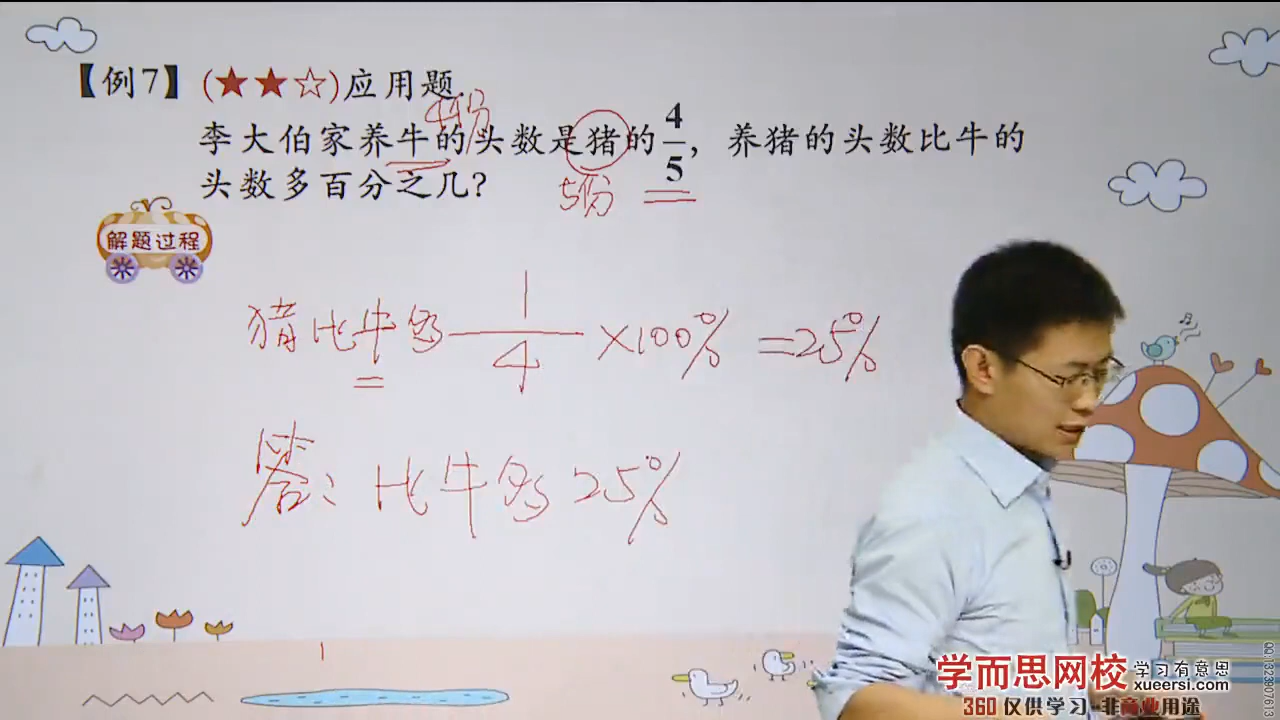 【例7】(★★☆)应用题.
4份
李大伯家养牛的头数是猪的4/5，养猪的头数比牛的
头数多百分之几?
5份
解题过程
猪比牛多1/4×100%=25%
答：比牛多25%
学而思网校 学习有意思
xueersi.com
360仅供学习-非商业用途